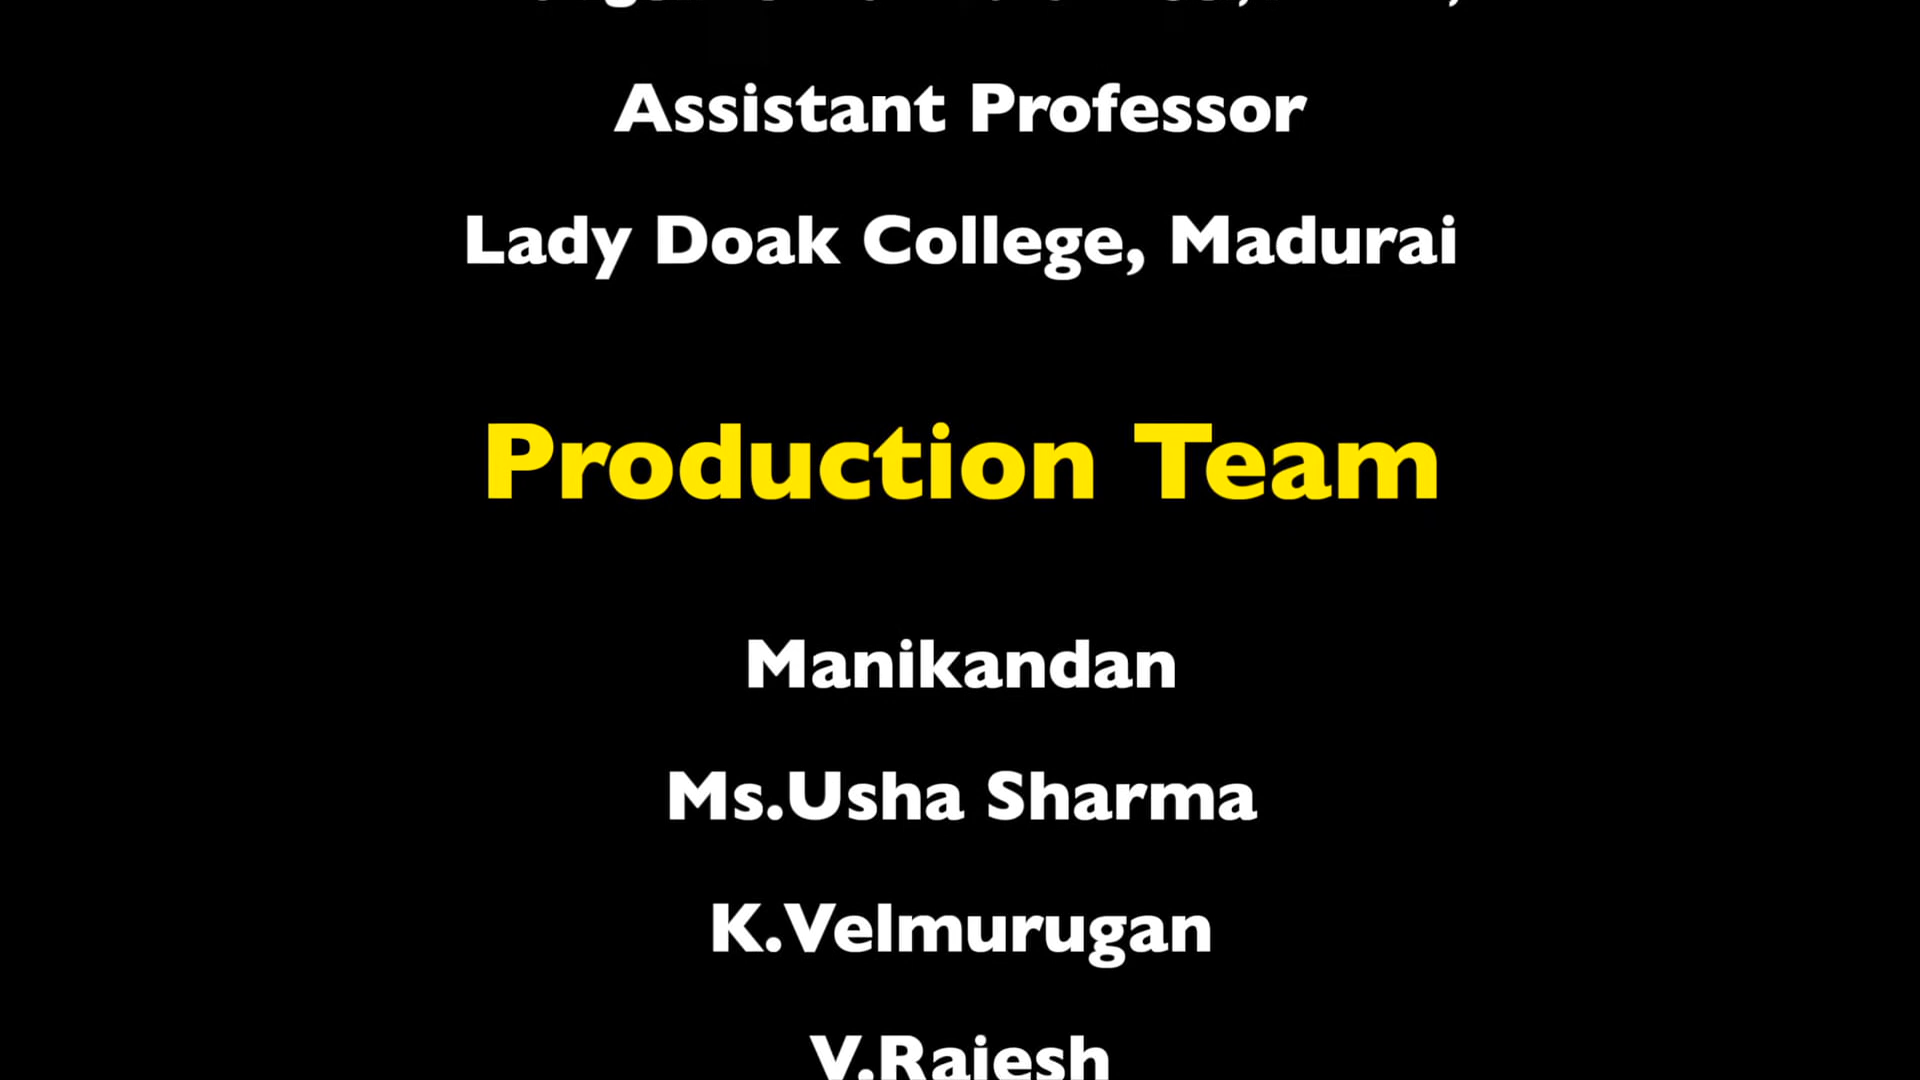 Assistant Professor
Lady Doak College, Madurai
Production Team
Manikandan
Ms.Usha Sharma
K.Velmurugan
V.Rajesh